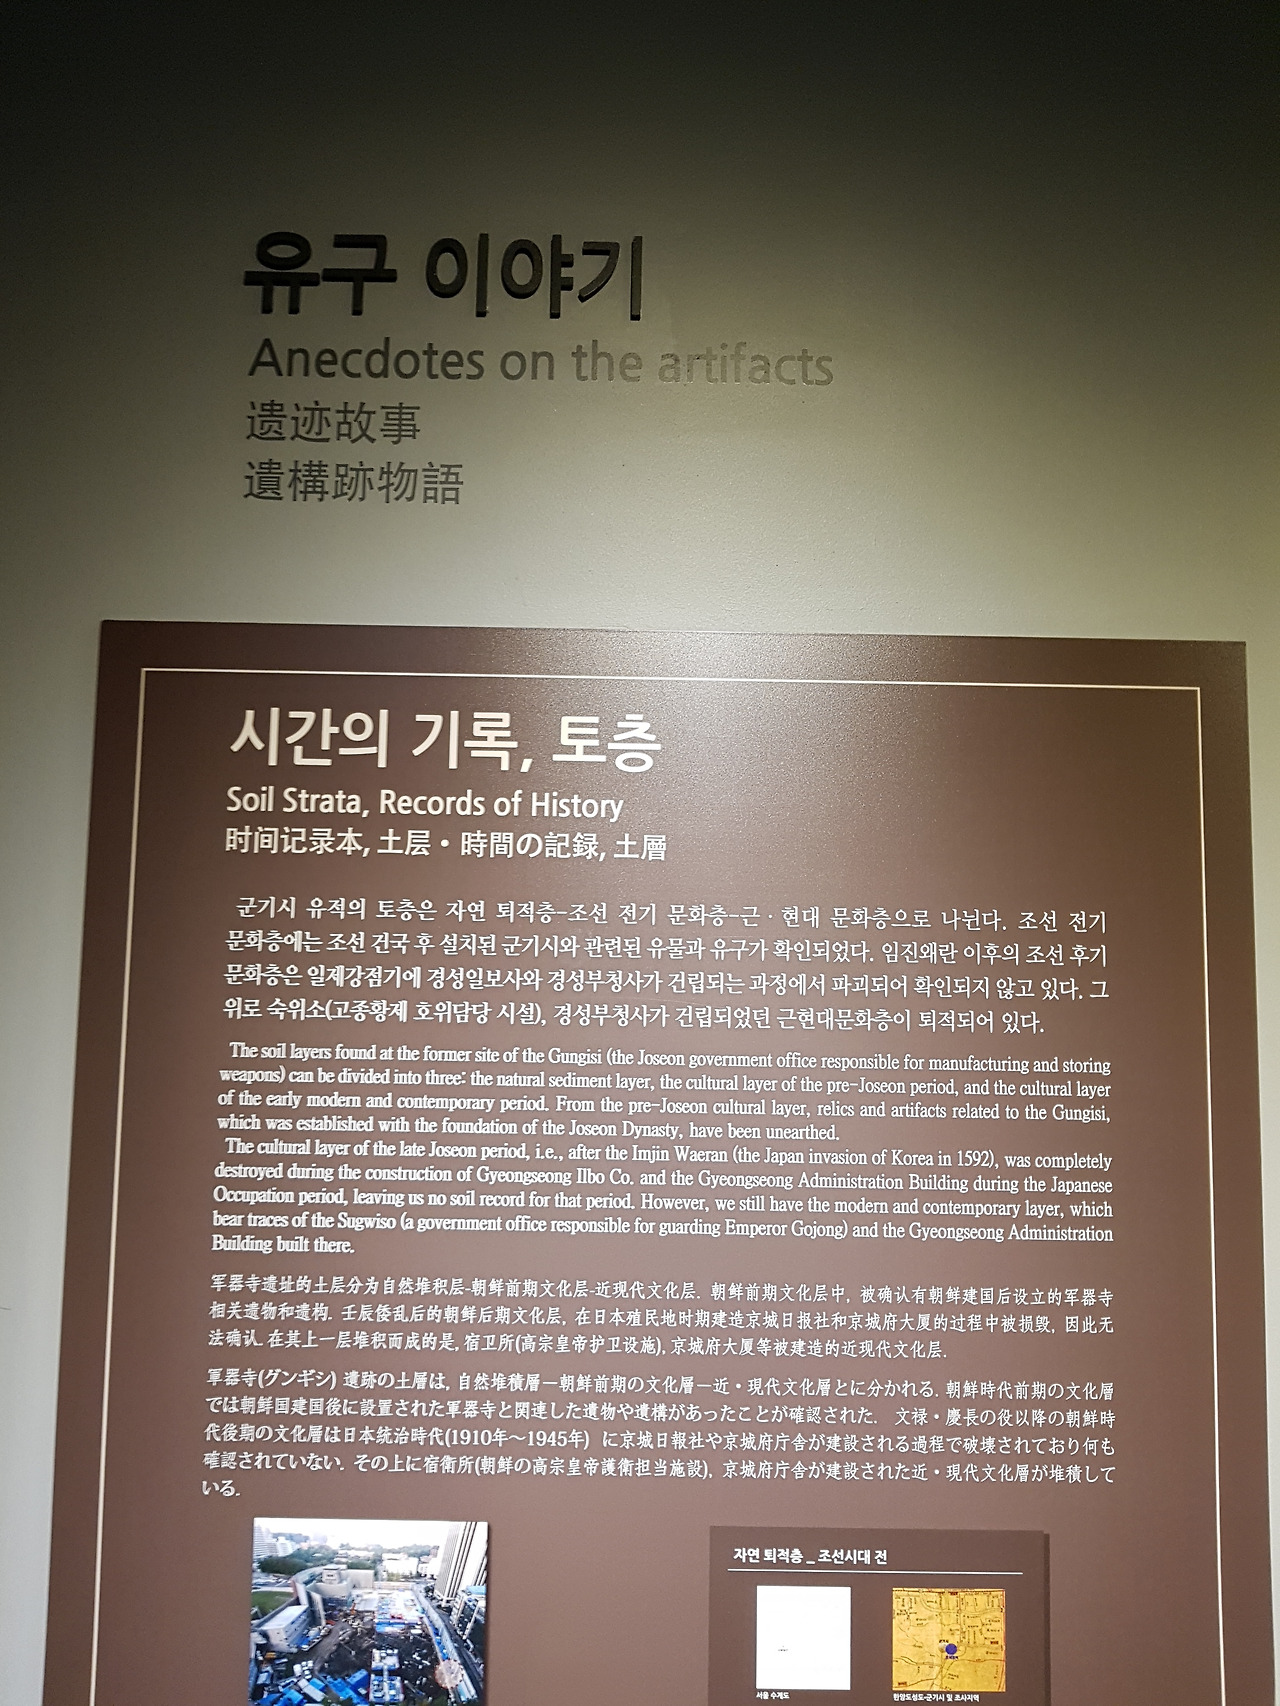 유구 이야기
Anecdotes on the artifacts
遗迹故事
遺構跡物語
시간의 기록, 토층
Soil Strata, Records of History
时间记录本, 土层・時間の記録, 土層
군기시 유적의 토층은 자연 퇴적층-조선 전기 문화층-근·현대 문화층으로 나뉜다. 조선 전기
문화층에는 조선 건국 후 설치된 군기시와 관련된 유물과 유구가 확인되었다. 임진왜란 이후의 조선 후기
문화층은 일제강점기에 경성일보사와 경성부청사가 건립되는 과정에서 파괴되어 확인되지 않고 있다. 그
위로 숙위소(고종황제 호위담당 시설), 경성부청사가 건립되었던 근현대문화층이 퇴적되어 있다.
The soil layers found at the former site of the Gungisi (the Joseon government office responsible for manufacturing and storing
weapons) can be divided into three: the natural sediment layer, the cultural layer of the pre-Joseon period, and the cultural layer
of the early modern and contemporary period. From the pre-Joseon cultural layer, relics and artifacts related to the Gungisi,
which was established with the foundation of the Joseon Dynasty, have been unearthed.
The cultural layer of the late Joseon period, i.e., after the Imjin Waeran (the Japan invasion of Korea in 1592), was completely
destroyed during the construction of Gyeongseong Ilbo Co. and the Gyeongseong Administration Building during the Japanese
Occupation period, leaving us no soil record for that period. However, we still have the modern and contemporary layer, which
bear traces of the Sugwiso (a government office responsible for guarding Emperor Gojong) and the Gyeongseong Administration
Building built there.
军器寺遗址的土层分为自然堆积层-朝鲜前期文化层-近现代文化层. 朝鲜前期文化层中, 被确认有朝鲜建国后设立的军器寺
相关遗物和遗构. 壬辰倭乱后的朝鲜后期文化层, 在日本殖民地时期建造京城日报社和京城府大厦的过程中被损毁, 因此无
法确认. 在其上一层堆积而成的是, 宿卫所(高宗皇帝护卫设施), 京城府大厦等被建造的近现代文化层.
軍器寺(グンギシ) 遺跡の土層は, 自然堆積層ー朝鮮前期の文化層ー近・現代文化層とに分かれる. 朝鮮時代前期の文化層
では朝鮮国建国後に設置された軍器寺と関連した遺物や遺構があったことが確認された. 文禄・慶長の役以降の朝鮮時
代後期の文化層は日本統治時代(1910年～1945年) に京城日報社や京城府庁舎が建設される過程で破壊されており何も
確認されていない. その上に宿衛所(朝鮮の高宗皇帝護衛担当施設), 京城府庁舎が建設された近・現代文化層が堆積して
いる.
자연 퇴적층 _ 조선시대 전
서울 수계도
한양도성도-군기시 및 조사지역